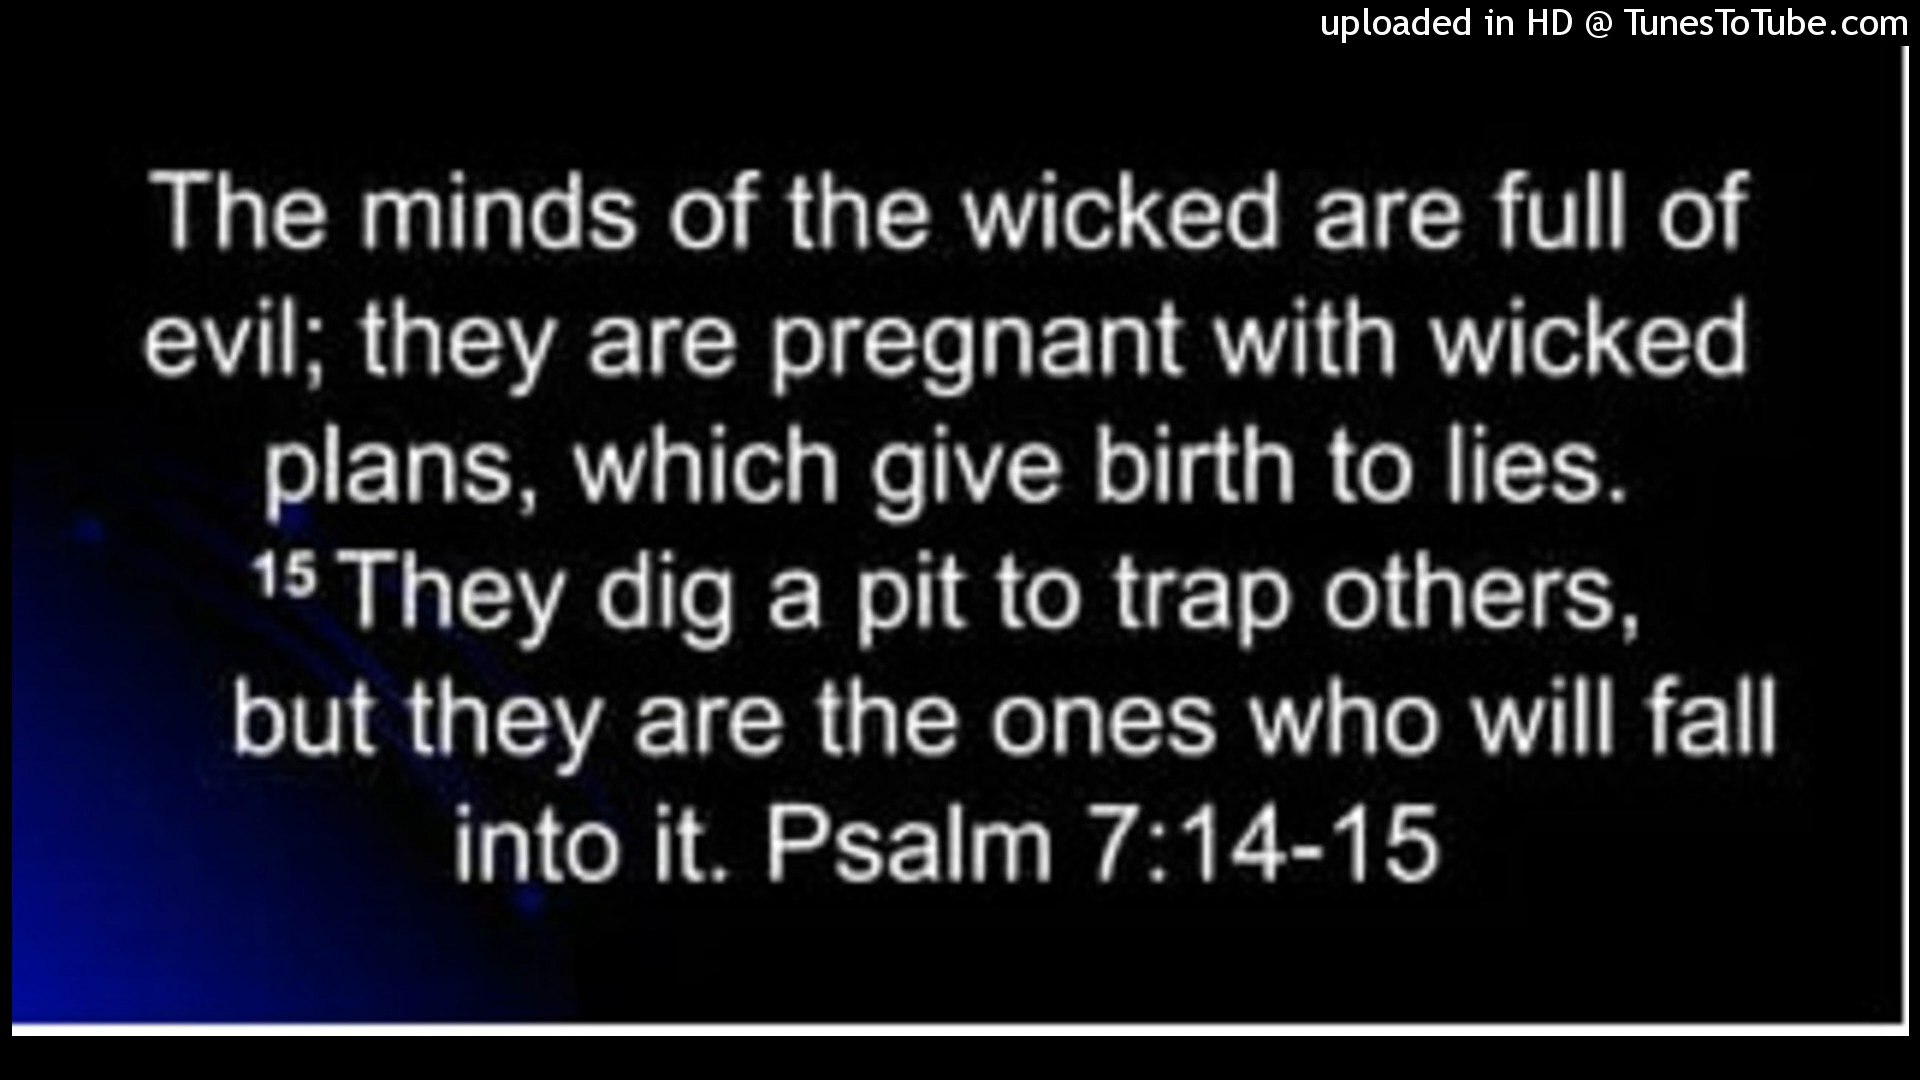 uploaded in HD @ TunesToTube.com
The minds of the wicked are full of
evil; they are pregnant with wicked
plans, which give birth to lies.
15 They dig a pit to trap others,
but they are the ones who will fall
into it. Psalm 7:14-15